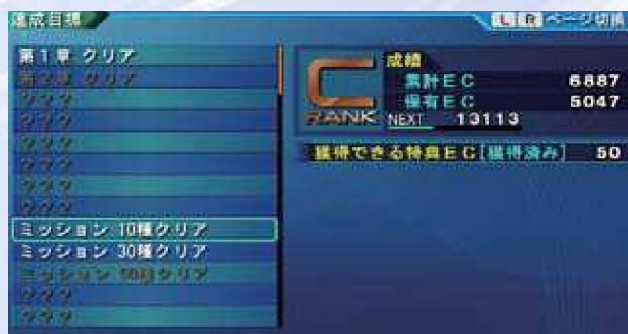 達成目標
L R ページ切換
第1章 クリア
第2章 クリア
???
???
???
???
???
???
ミッション 10種クリア
ミッション 30種クリア
ミッション 50種クリア
???
???
C
RANK
成績
累計EC 6887
保有EC 5047
NEXT 13113
獲得できる特典EC[獲得済み] 50